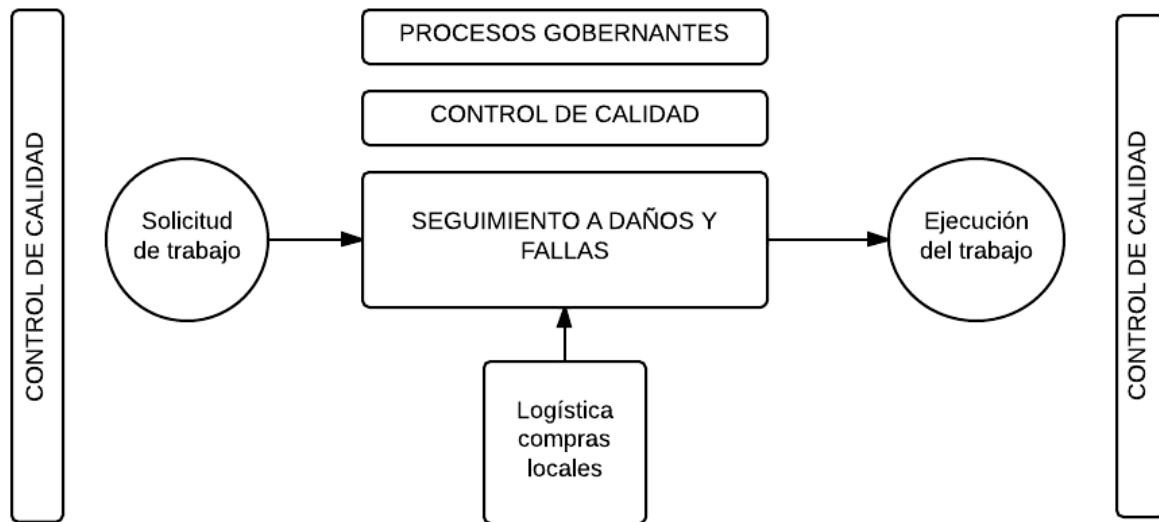 PROCESOS GOBERNANTES
CONTROL DE CALIDAD
CONTROL DE CALIDAD
Solicitud
de trabajo
SEGUIMIENTO A DAÑOS Y
FALLAS
Ejecución
del trabajo
CONTROL DE CALIDAD
Logística
compras
locales